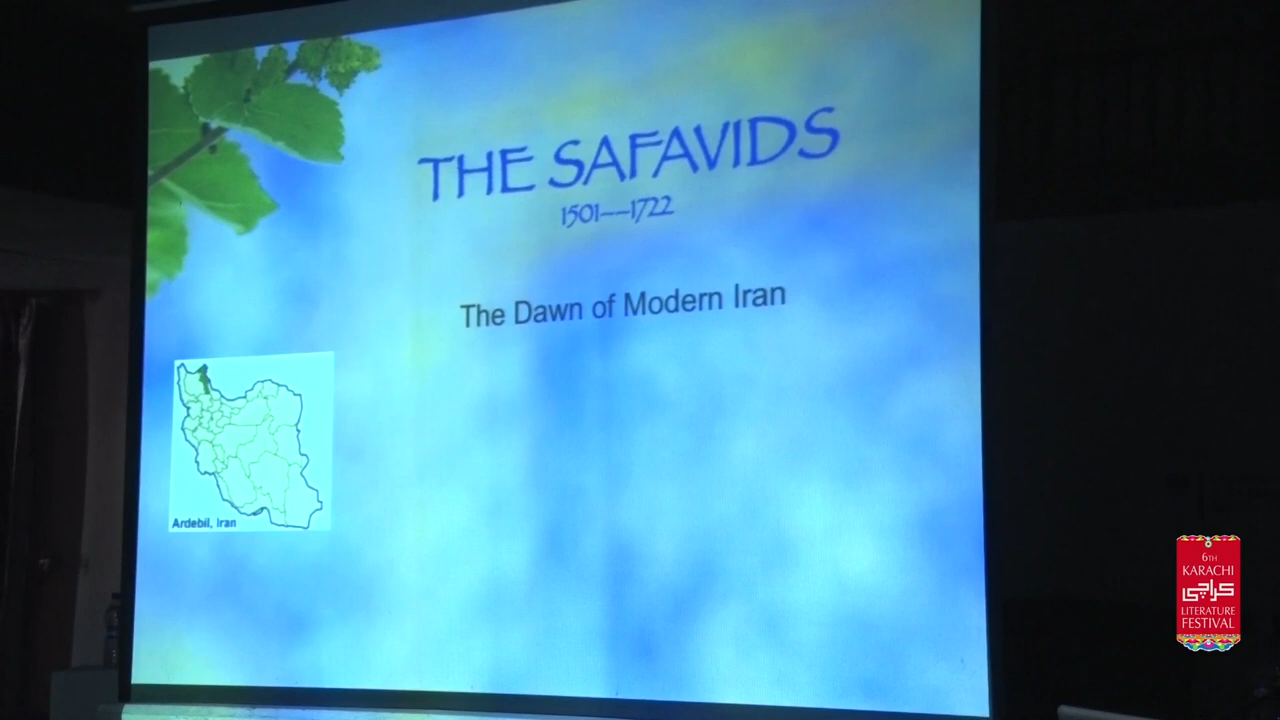 THE SAFAVIDS
1501—1722
The Dawn of Modern Iran
Ardebil, Iran
6TH
KARACHI
کراچی
LITERATURE
FESTIVAL